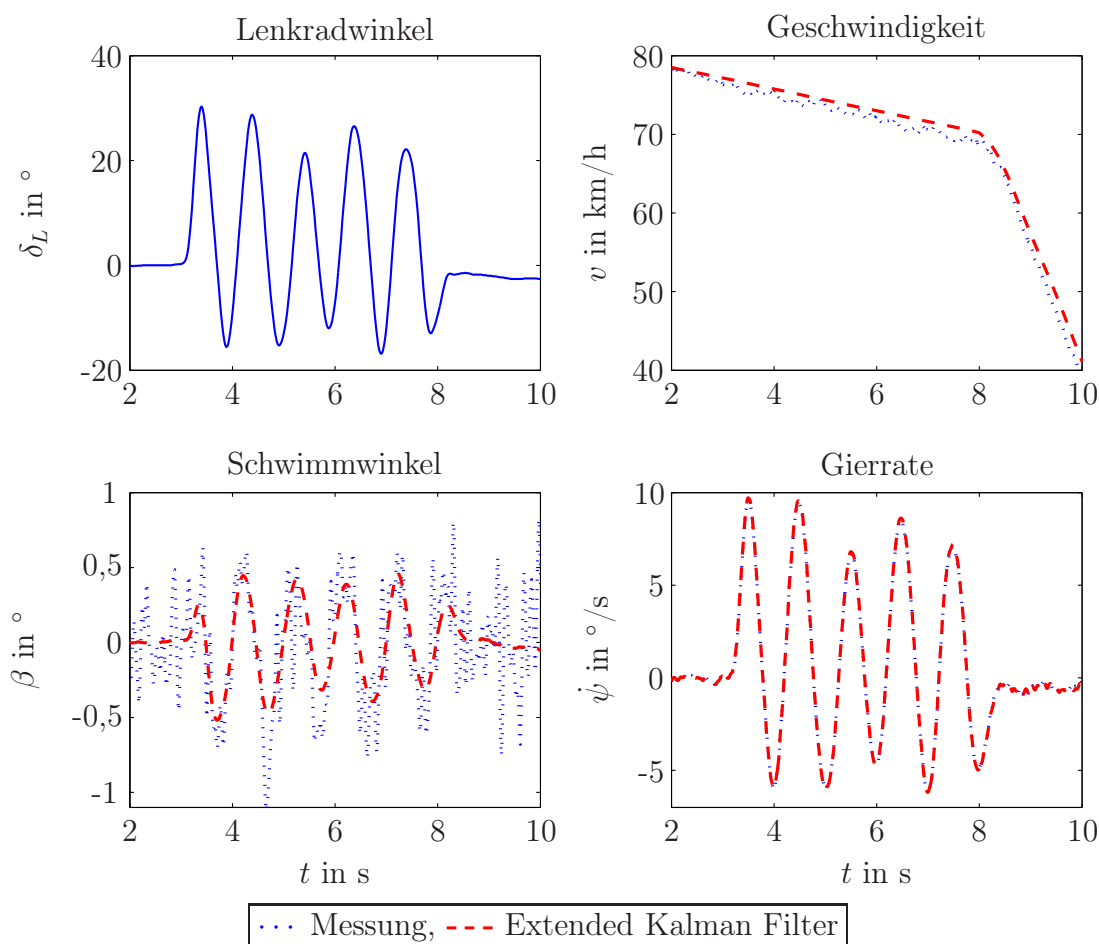 Lenkradwinkel
Geschwindigkeit
40
20
0
-20
δ_L in °
2 4 6 8 10
80
70
60
50
40
v in km/h
2 4 6 8 10
Schwimmwinkel
Gierrate
1
0,5
0
-0,5
-1
β in °
2 4 6 8 10
t in s
10
5
0
-5
ψ̇ in °/s
2 4 6 8 10
t in s
Messung, Extended Kalman Filter